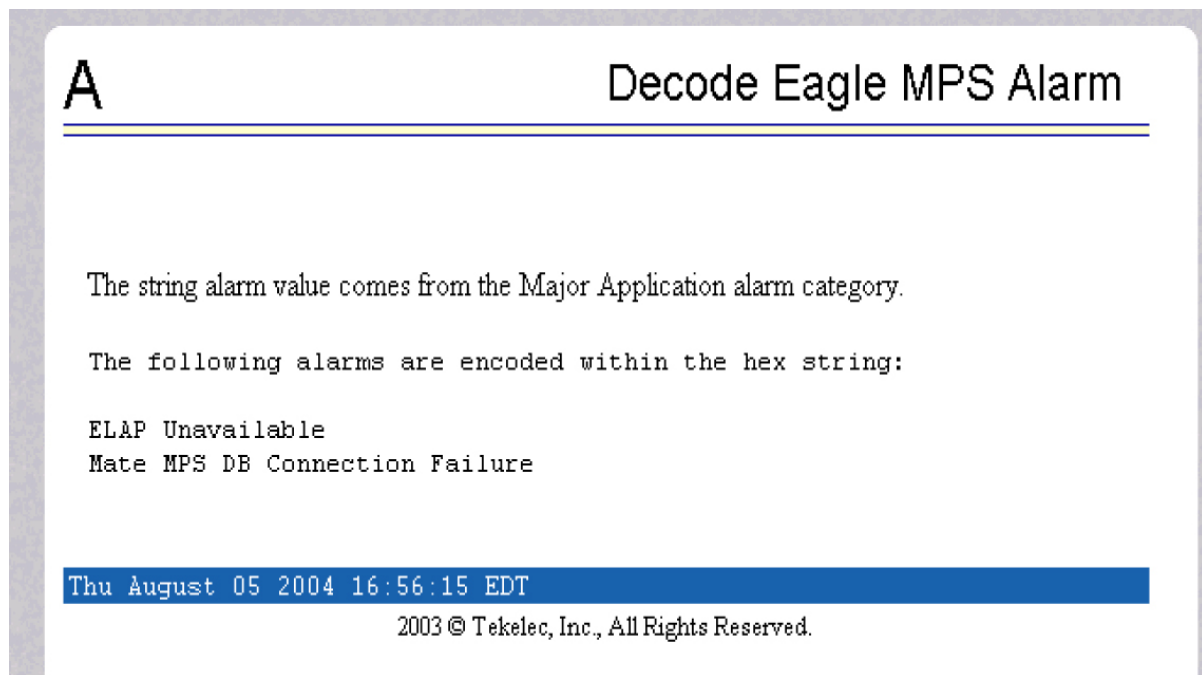 A
Decode Eagle MPS Alarm
The string alarm value comes from the Major Application alarm category.
The following alarms are encoded within the hex string:
ELAP Unavailable
Mate MPS DB Connection Failure
Thu August 05 2004 16:56:15 EDT
2003 © Tekelec, Inc., All Rights Reserved.